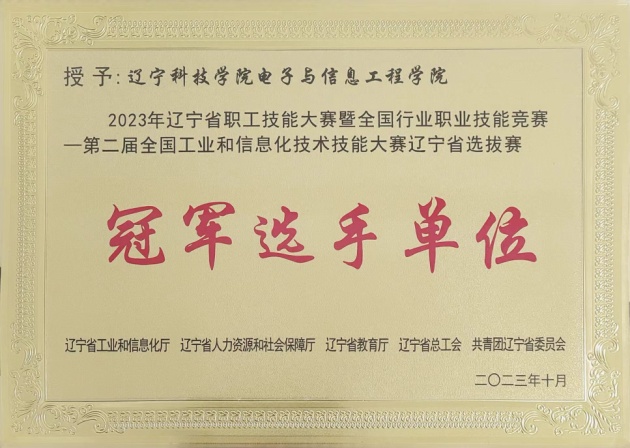 授予:辽宁科技学院电子与信息工程学院
2023年辽宁省职工技能大赛暨全国行业职业技能竞赛
—第二届全国工业和信息化技术技能大赛辽宁省选拔赛
冠军选手单位
辽宁省工业和信息化厅 辽宁省人力资源和社会保障厅 辽宁省教育厅 辽宁省总工会 共青团辽宁省委员会
二〇二三年十月